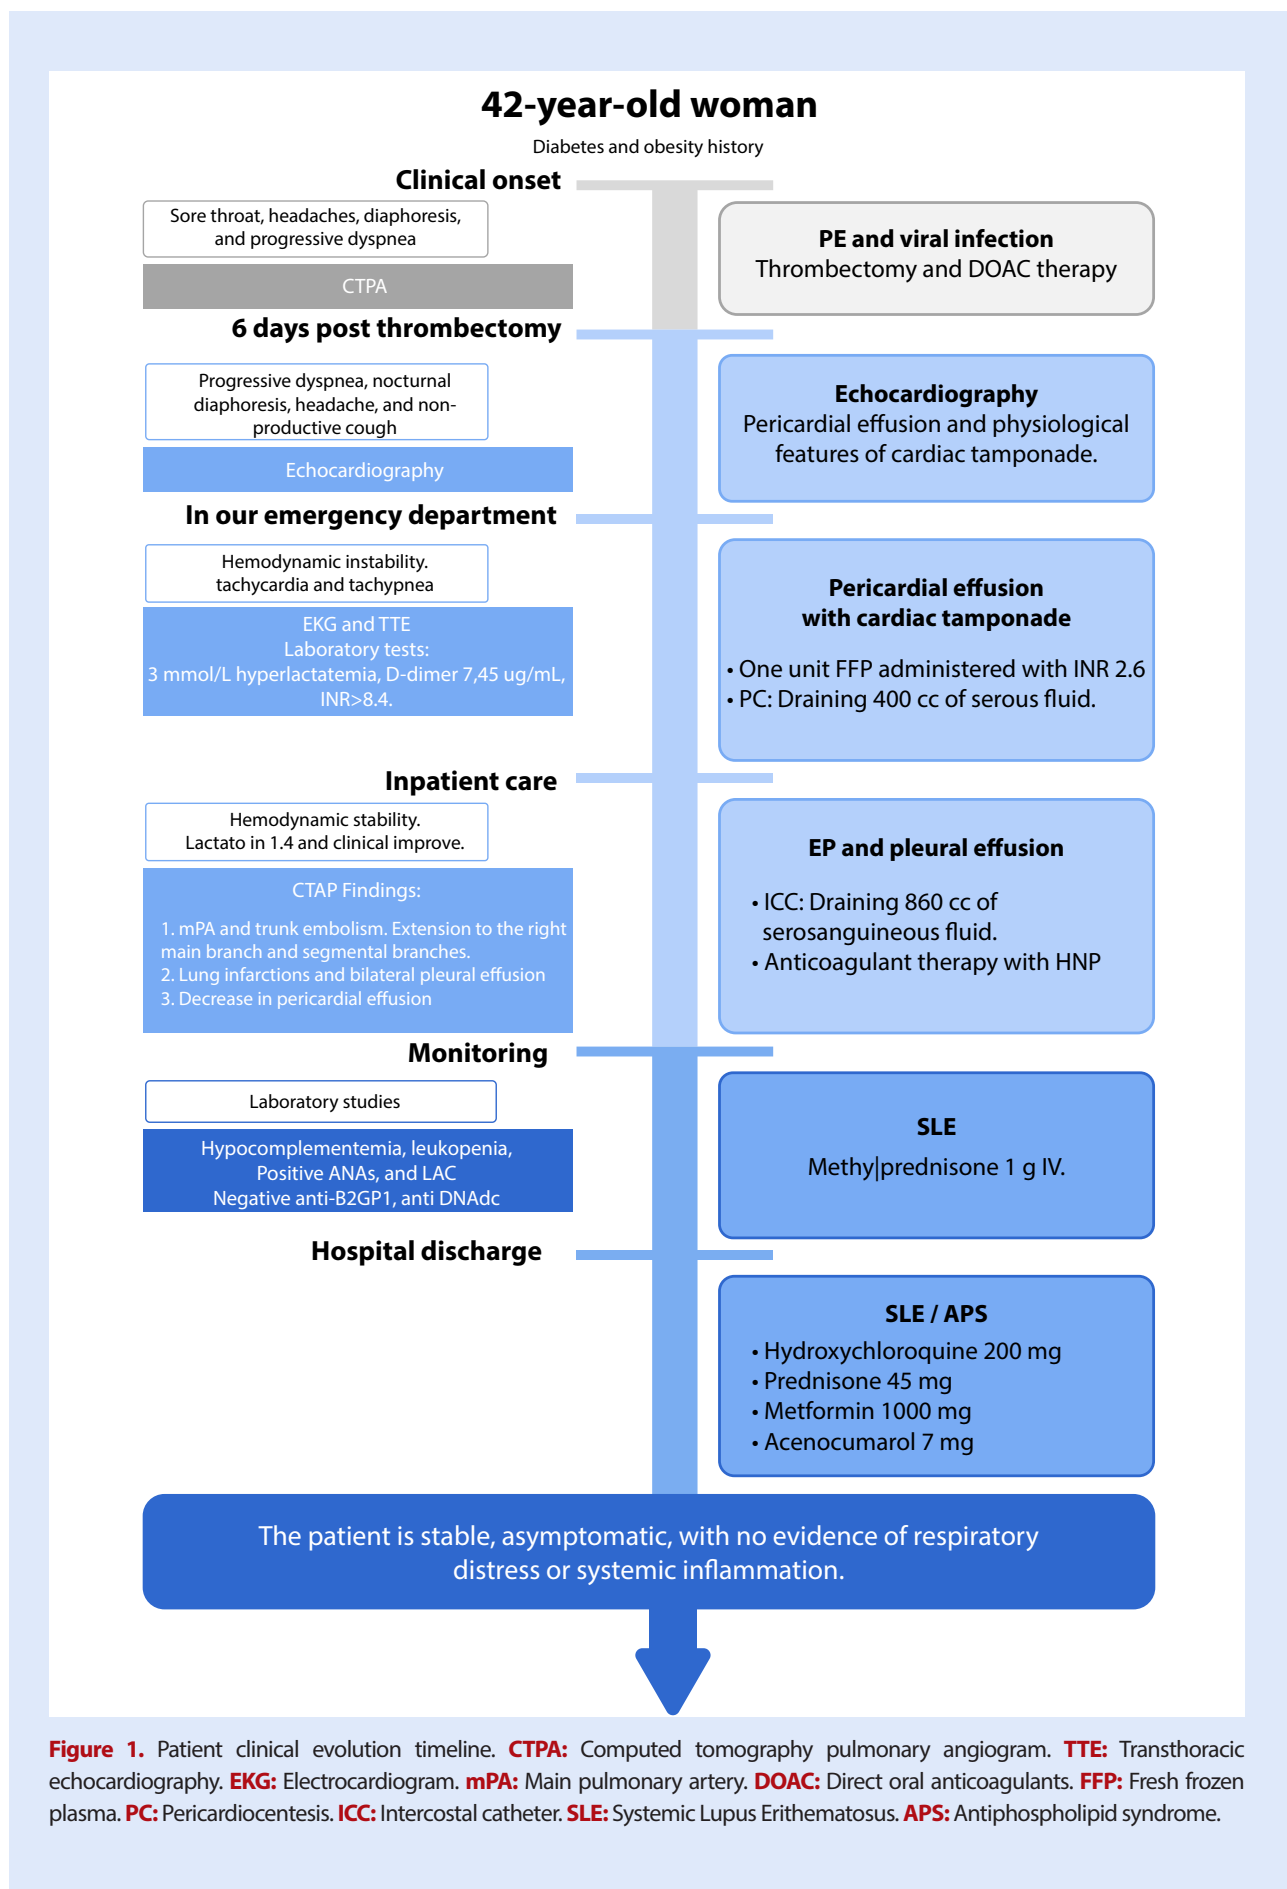 42-year-old woman
Diabetes and obesity history
Clinical onset
Sore throat, headaches, diaphoresis,
and progressive dyspnea
CTPA
PE and viral infection
Thrombectomy and DOAC therapy
6 days post thrombectomy
Progressive dyspnea, nocturnal
diaphoresis, headache, and non-
productive cough
Echocardiography
Echocardiography
Pericardial effusion and physiological
features of cardiac tamponade.
In our emergency department
Hemodynamic instability.
tachycardia and tachypnea
EKG and TTE
Laboratory tests:
3 mmol/L hyperlactatemia, D-dimer 7,45 ug/mL,
INR>8.4.
Pericardial effusion
with cardiac tamponade
• One unit FFP administered with INR 2.6
• PC: Draining 400 cc of serous fluid.
Inpatient care
Hemodynamic stability.
Lactato in 1.4 and clinical improve.
CTAP Findings:
1. mPA and trunk embolism. Extension to the right
main branch and segmental branches.
2. Lung infarctions and bilateral pleural effusion
3. Decrease in pericardial effusion
EP and pleural effusion
• ICC: Draining 860 cc of
serosanguineous fluid.
• Anticoagulant therapy with HNP
Monitoring
Laboratory studies
Hypocomplementemia, leukopenia,
Positive ANAs, and LAC
Negative anti-B2GP1, anti DNAdc
SLE
Methy|prednisone 1 g IV.
Hospital discharge
SLE / APS
• Hydroxychloroquine 200 mg
• Prednisone 45 mg
• Metformin 1000 mg
• Acenocumarol 7 mg
The patient is stable, asymptomatic, with no evidence of respiratory
distress or systemic inflammation.
Figure 1. Patient clinical evolution timeline. CTPA: Computed tomography pulmonary angiogram. TTE: Transthoracic
echocardiography. EKG: Electrocardiogram. mPA: Main pulmonary artery. DOAC: Direct oral anticoagulants. FFP: Fresh frozen
plasma. PC: Pericardiocentesis. ICC: Intercostal catheter. SLE: Systemic Lupus Erithematosus. APS: Antiphospholipid syndrome.